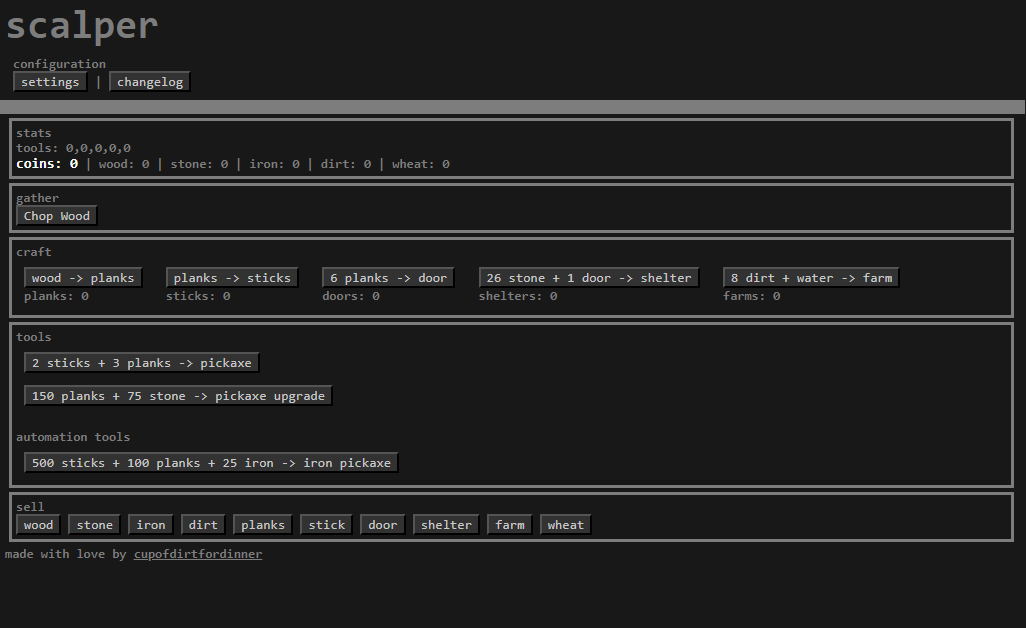 scalper
configuration
settings | changelog
stats
tools: 0,0,0,0,0
coins: 0 | wood: 0 | stone: 0 | iron: 0 | dirt: 0 | wheat: 0
gather
Chop Wood
craft
wood -> planks planks -> sticks 6 planks -> door 26 stone + 1 door -> shelter 8 dirt + water -> farm
planks: 0 sticks: 0 doors: 0 shelters: 0 farms: 0
tools
2 sticks + 3 planks -> pickaxe
150 planks + 75 stone -> pickaxe upgrade
automation tools
500 sticks + 100 planks + 25 iron -> iron pickaxe
sell
wood stone iron dirt planks stick door shelter farm wheat
made with love by cupofdirtfordinner